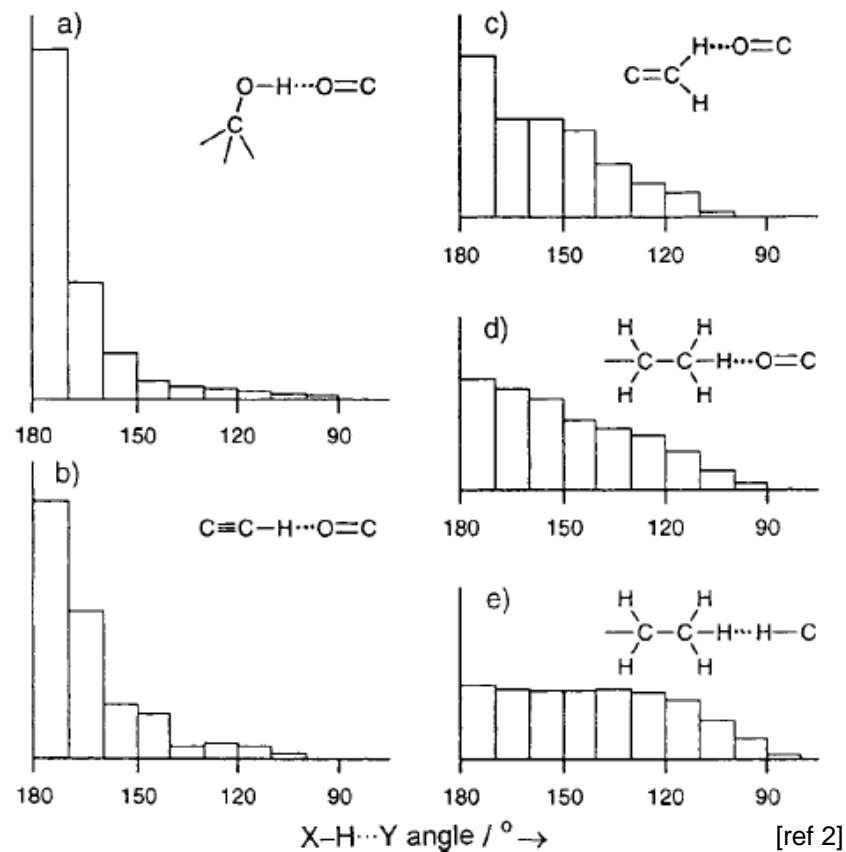 a)
O–H···O=C
C
180 150 120 90
b)
C≡C–H···O=C
180 150 120 90
c)
H···O=C
C=C
H
180 150 120 90
d)
H H
–C–C–H···O=C
H H
180 150 120 90
e)
H H
–C–C–H···H–C
H H
180 150 120 90
X–H···Y angle / ° →
[ref 2]